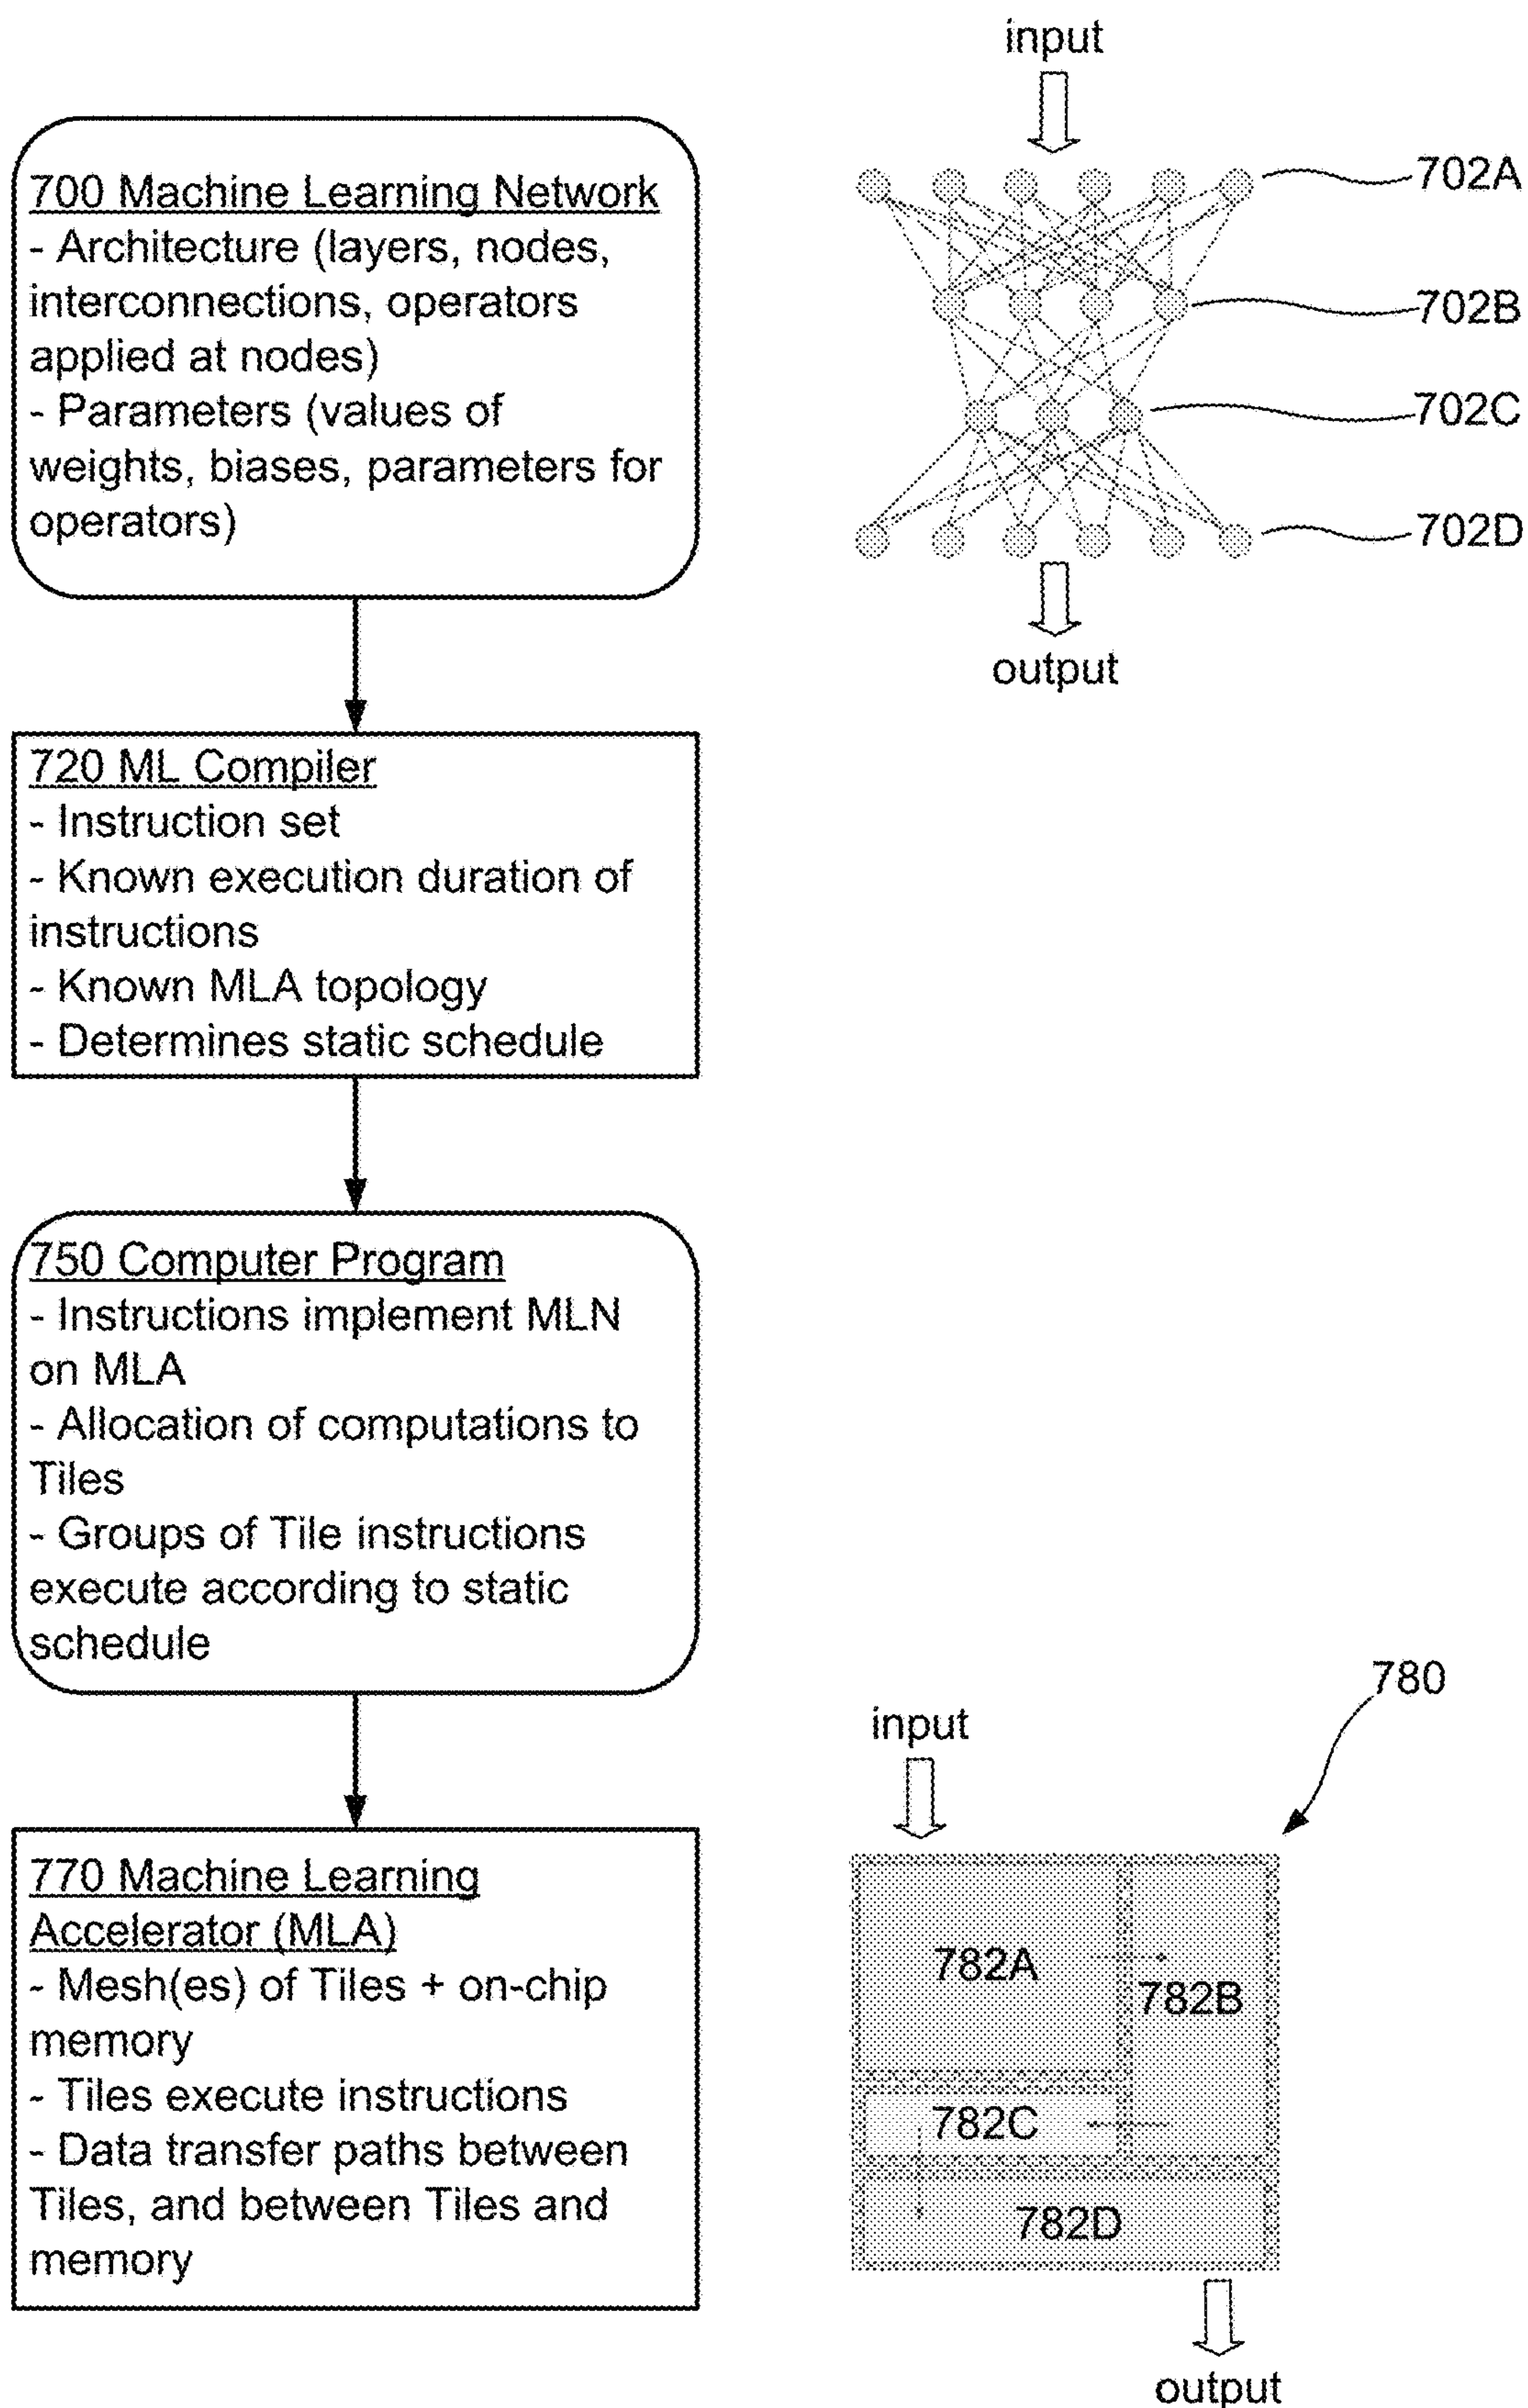 700 Machine Learning Network
- Architecture (layers, nodes,
interconnections, operators
applied at nodes)
- Parameters (values of
weights, biases, parameters for
operators)
input
702A
702B
702C
702D
output
720 ML Compiler
- Instruction set
- Known execution duration of
instructions
- Known MLA topology
- Determines static schedule
750 Computer Program
- Instructions implement MLN
on MLA
- Allocation of computations to
Tiles
- Groups of Tile instructions
execute according to static
schedule
770 Machine Learning
Accelerator (MLA)
- Mesh(es) of Tiles + on-chip
memory
- Tiles execute instructions
- Data transfer paths between
Tiles, and between Tiles and
memory
780
input
782A
782B
782C
782D
output